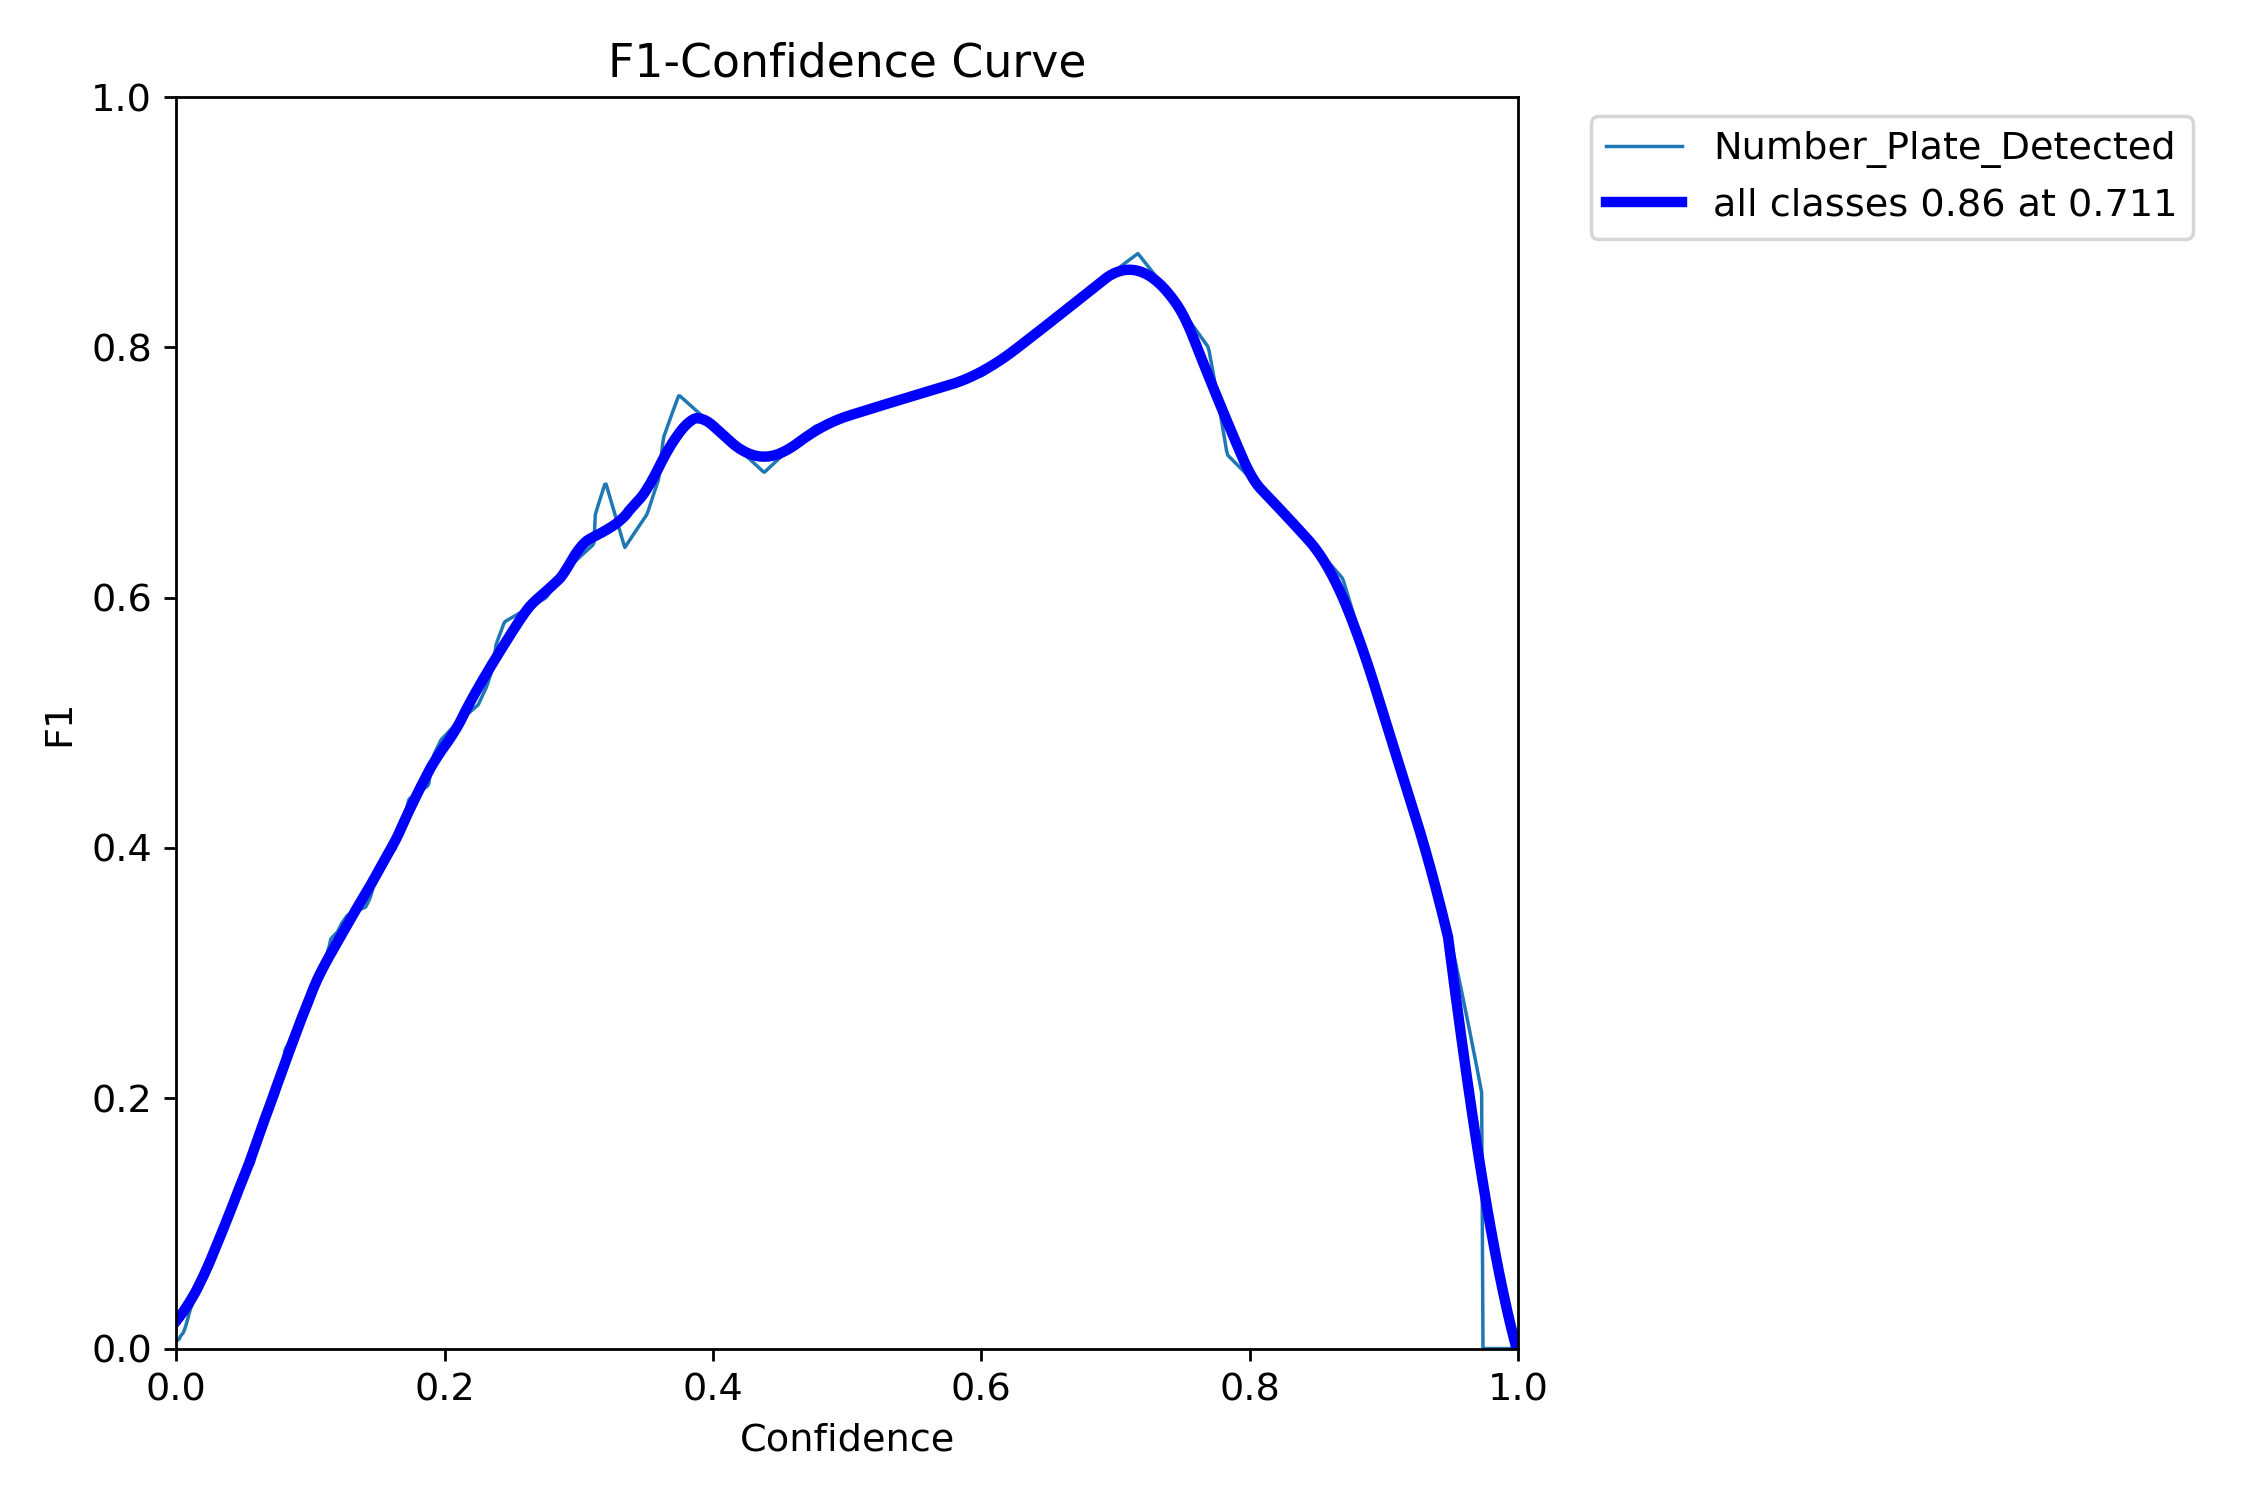 F1-Confidence Curve
1.0
0.8
0.6
0.4
0.2
0.0
F1
0.0 0.2 0.4 0.6 0.8 1.0
Confidence
Number_Plate_Detected
all classes 0.86 at 0.711